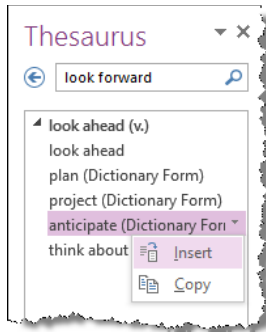 Thesaurus
look forward
look ahead (v.)
look ahead
plan (Dictionary Form)
project (Dictionary Form)
anticipate (Dictionary For
think about
Insert
Copy